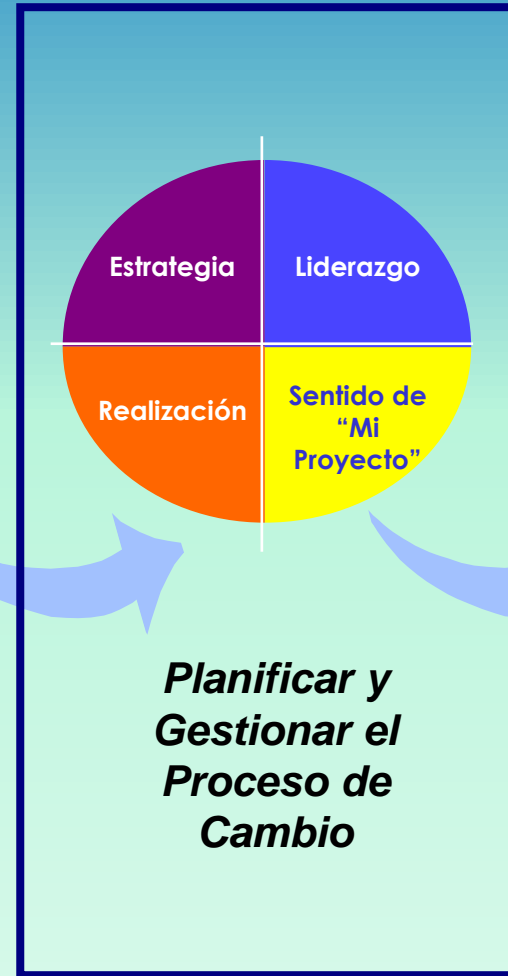 Estrategia
Liderazgo
Realización
Sentido de
“Mi
Proyecto”
Planificar y
Gestionar el
Proceso de
Cambio